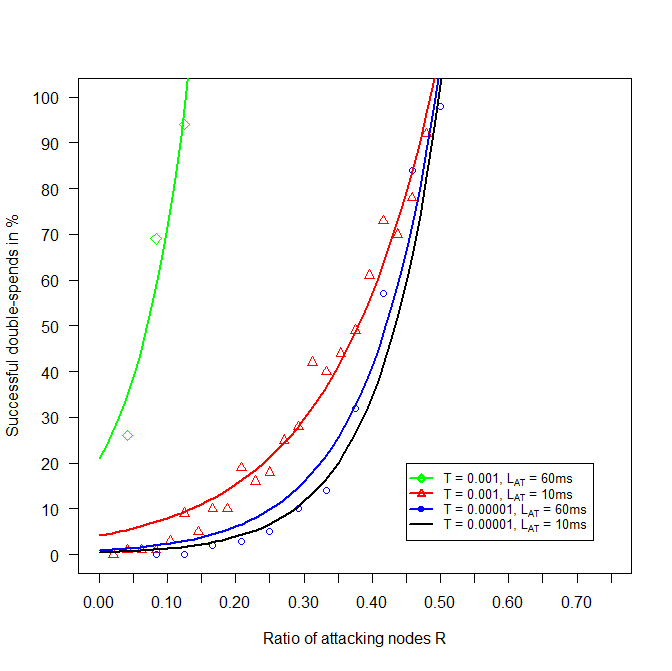 Successful double-spends in %
100
90
80
70
60
50
40
30
20
10
0
T = 0.001, LAT = 60ms
T = 0.001, LAT = 10ms
T = 0.00001, LAT = 60ms
T = 0.00001, LAT = 10ms
0.00 0.10 0.20 0.30 0.40 0.50 0.60 0.70
Ratio of attacking nodes R